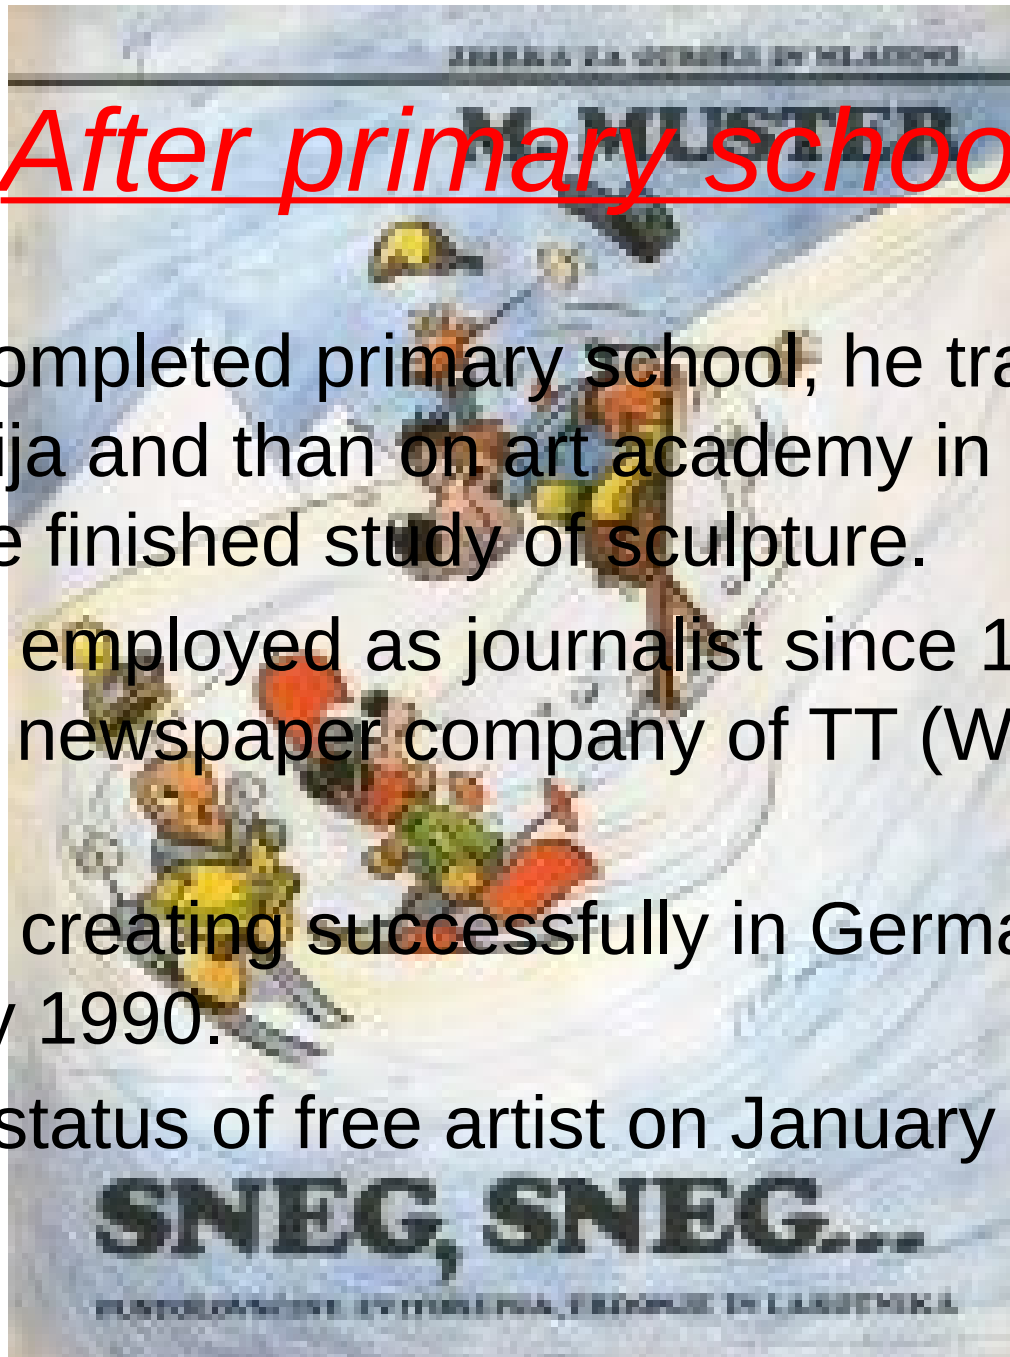 M. MUSTER
After primary schoo
ompleted primary school, he tra
ija and than on art academy in
e finished study of sculpture.
employed as journalist since 1
newspaper company of TT (W
creating successfully in Germa
y 1990.
status of free artist on January
SNEG, SNEG...